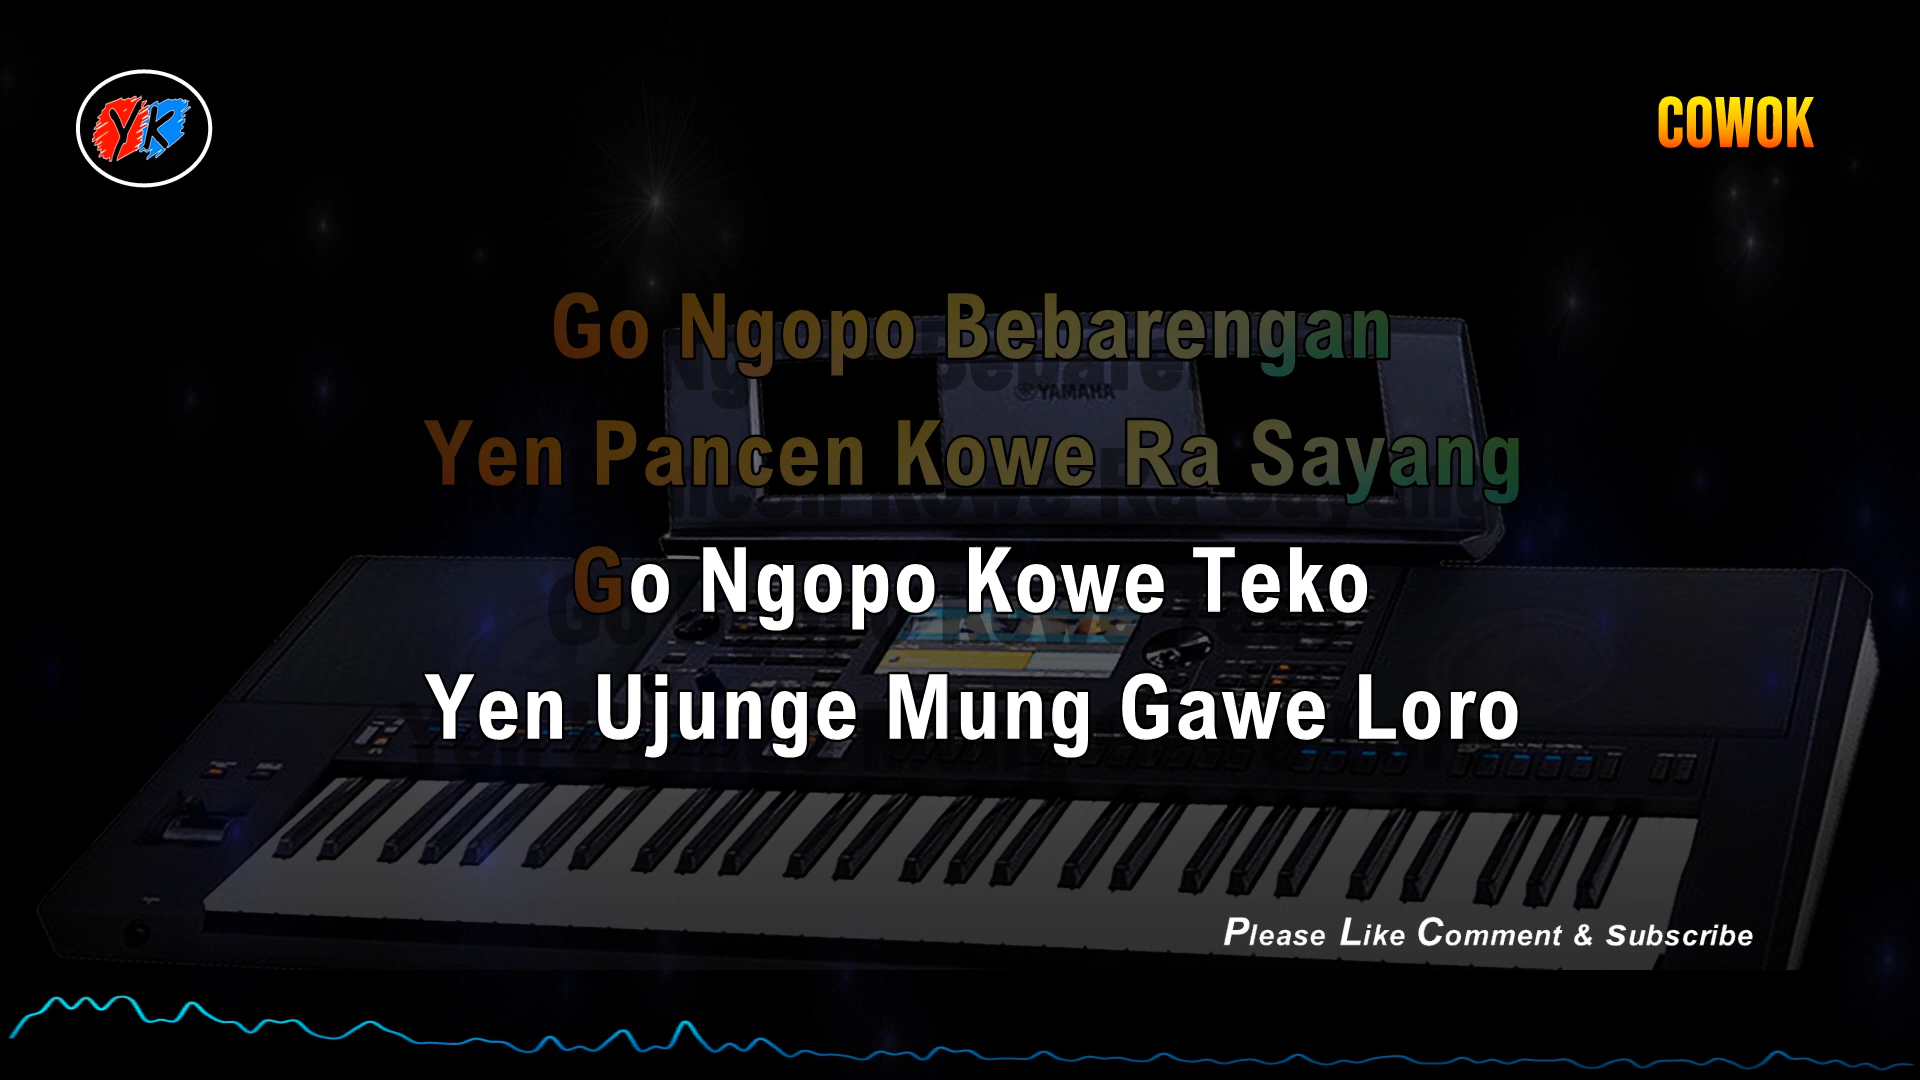 YK
COWOK
Go Ngopo Bebarengan
YAMAHA
Yen Pancen Kowe Ra Sayang
Go Ngopo Kowe Teko
Yen Ujunge Mung Gawe Loro
Please Like Comment & Subscribe